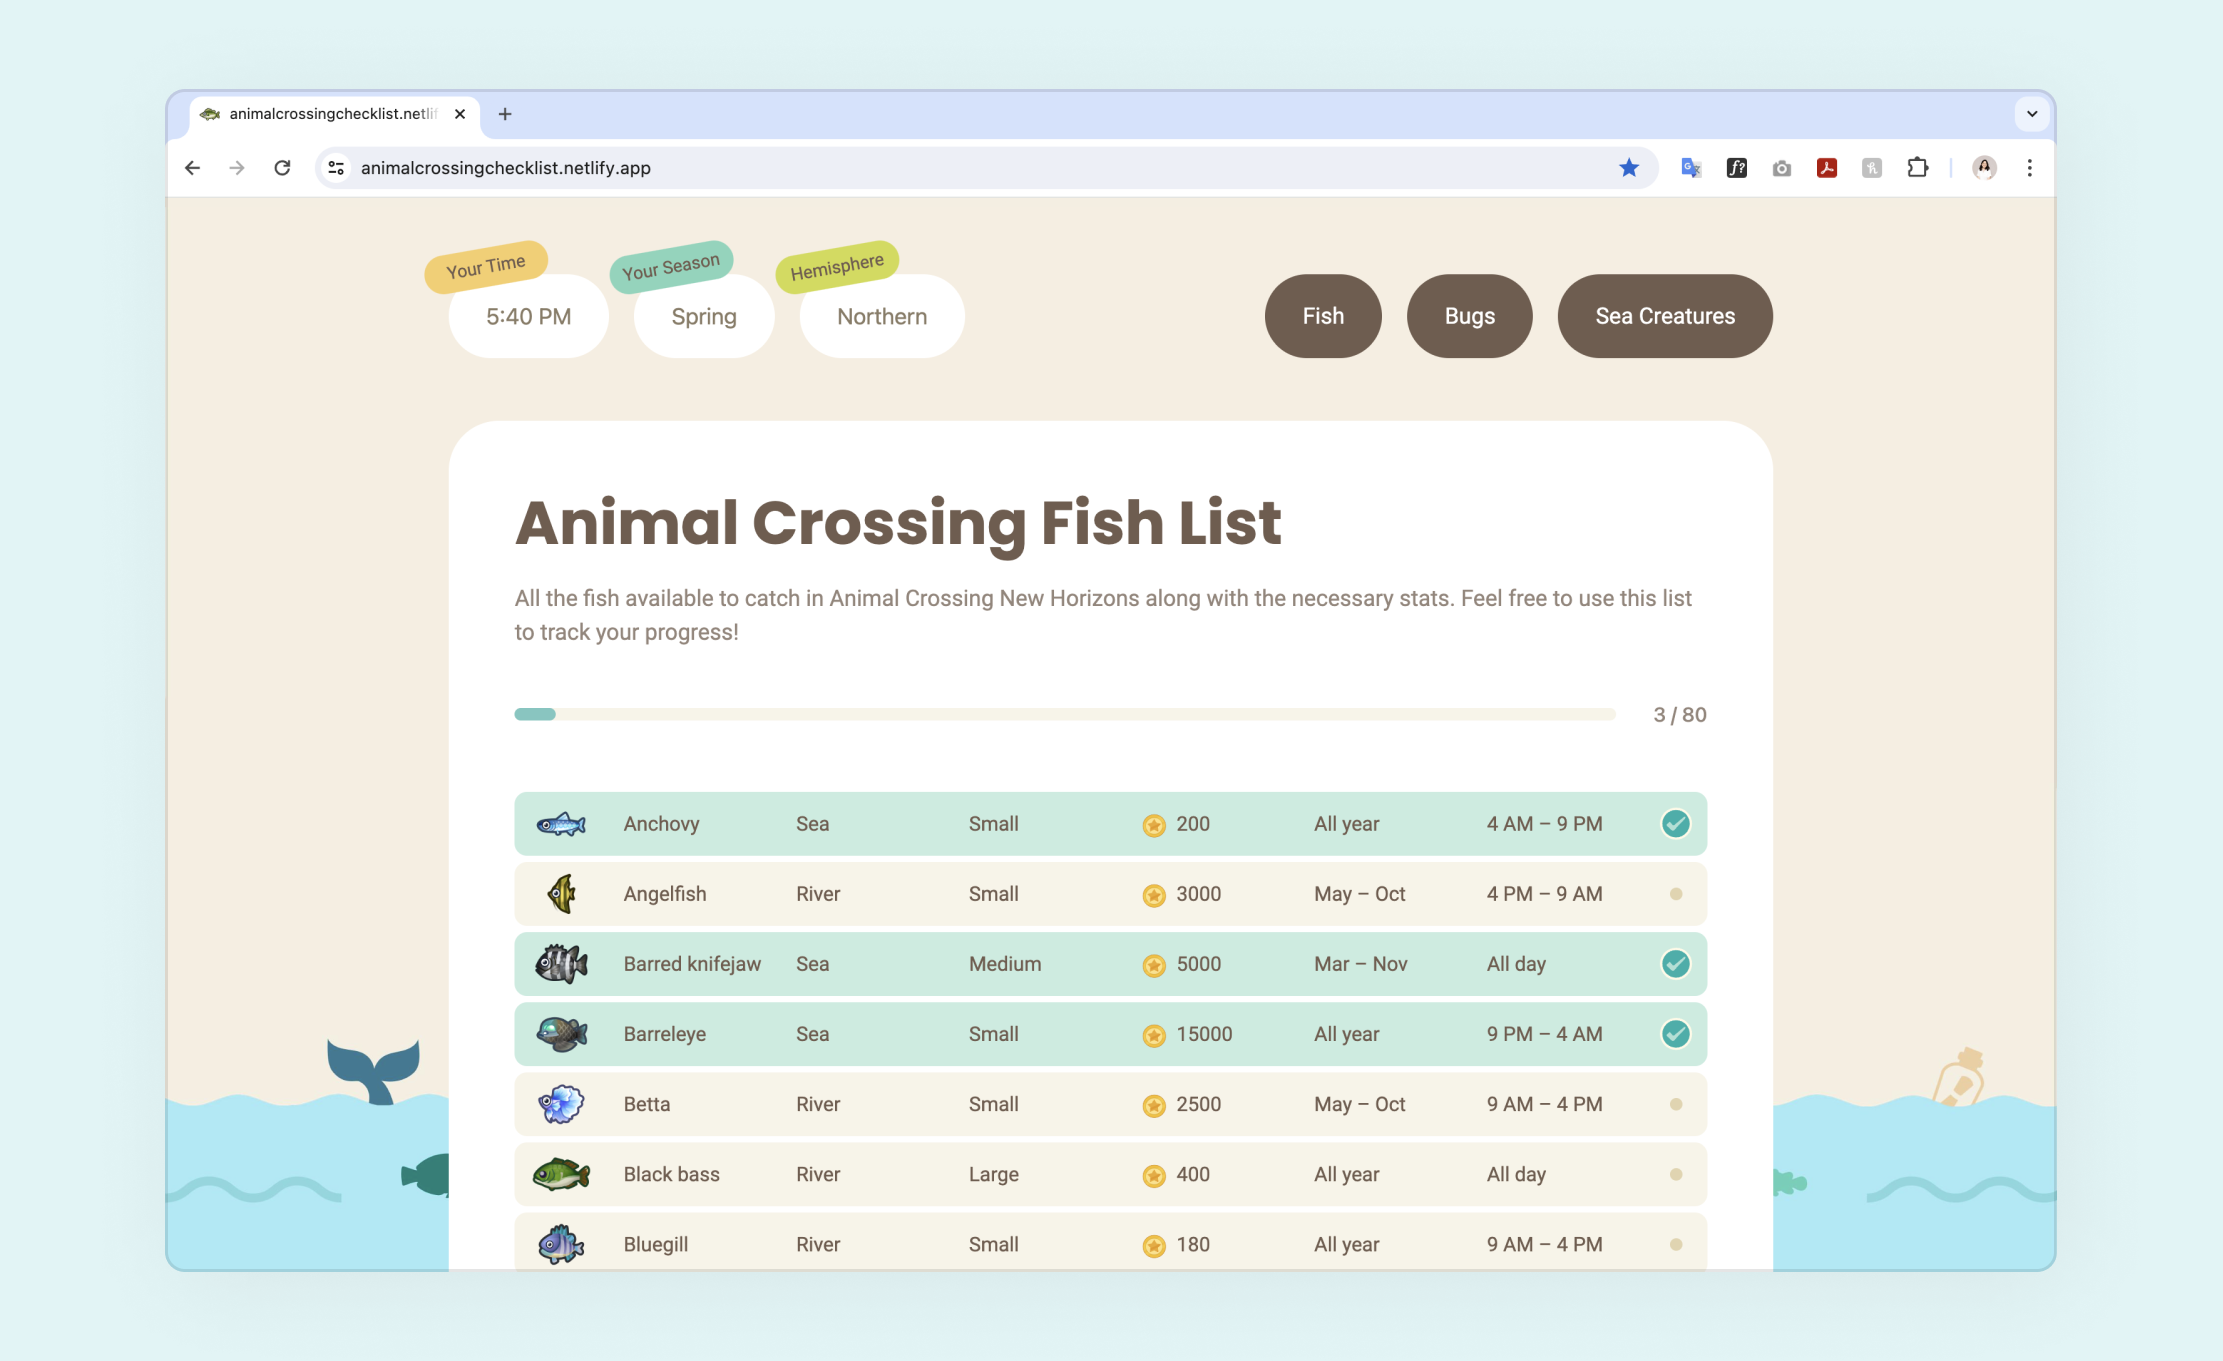 animalcrossingchecklist.netlif
animalcrossingchecklist.netlify.app
Your Time
Your Season
Hemisphere
5:40 PM
Spring
Northern
Fish
Bugs
Sea Creatures
Animal Crossing Fish List
All the fish available to catch in Animal Crossing New Horizons along with the necessary stats. Feel free to use this list
to track your progress!
3 / 80
Anchovy Sea Small 200 All year 4 AM – 9 PM
Angelfish River Small 3000 May – Oct 4 PM – 9 AM
Barred knifejaw Sea Medium 5000 Mar – Nov All day
Barreleye Sea Small 15000 All year 9 PM – 4 AM
Betta River Small 2500 May – Oct 9 AM – 4 PM
Black bass River Large 400 All year All day
Bluegill River Small 180 All year 9 AM – 4 PM